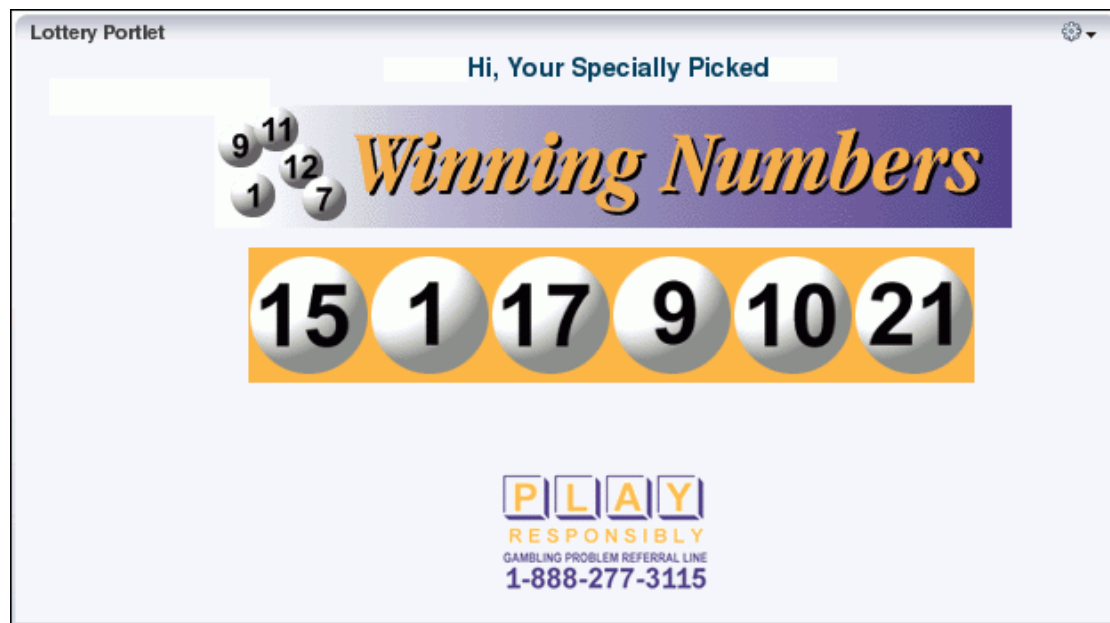 Lottery Portlet
Hi, Your Specially Picked
9 11
12
1 7
Winning Numbers
15 1 17 9 10 21
PLAY
RESPONSIBLY
GAMBLING PROBLEM REFERRAL LINE
1-888-277-3115